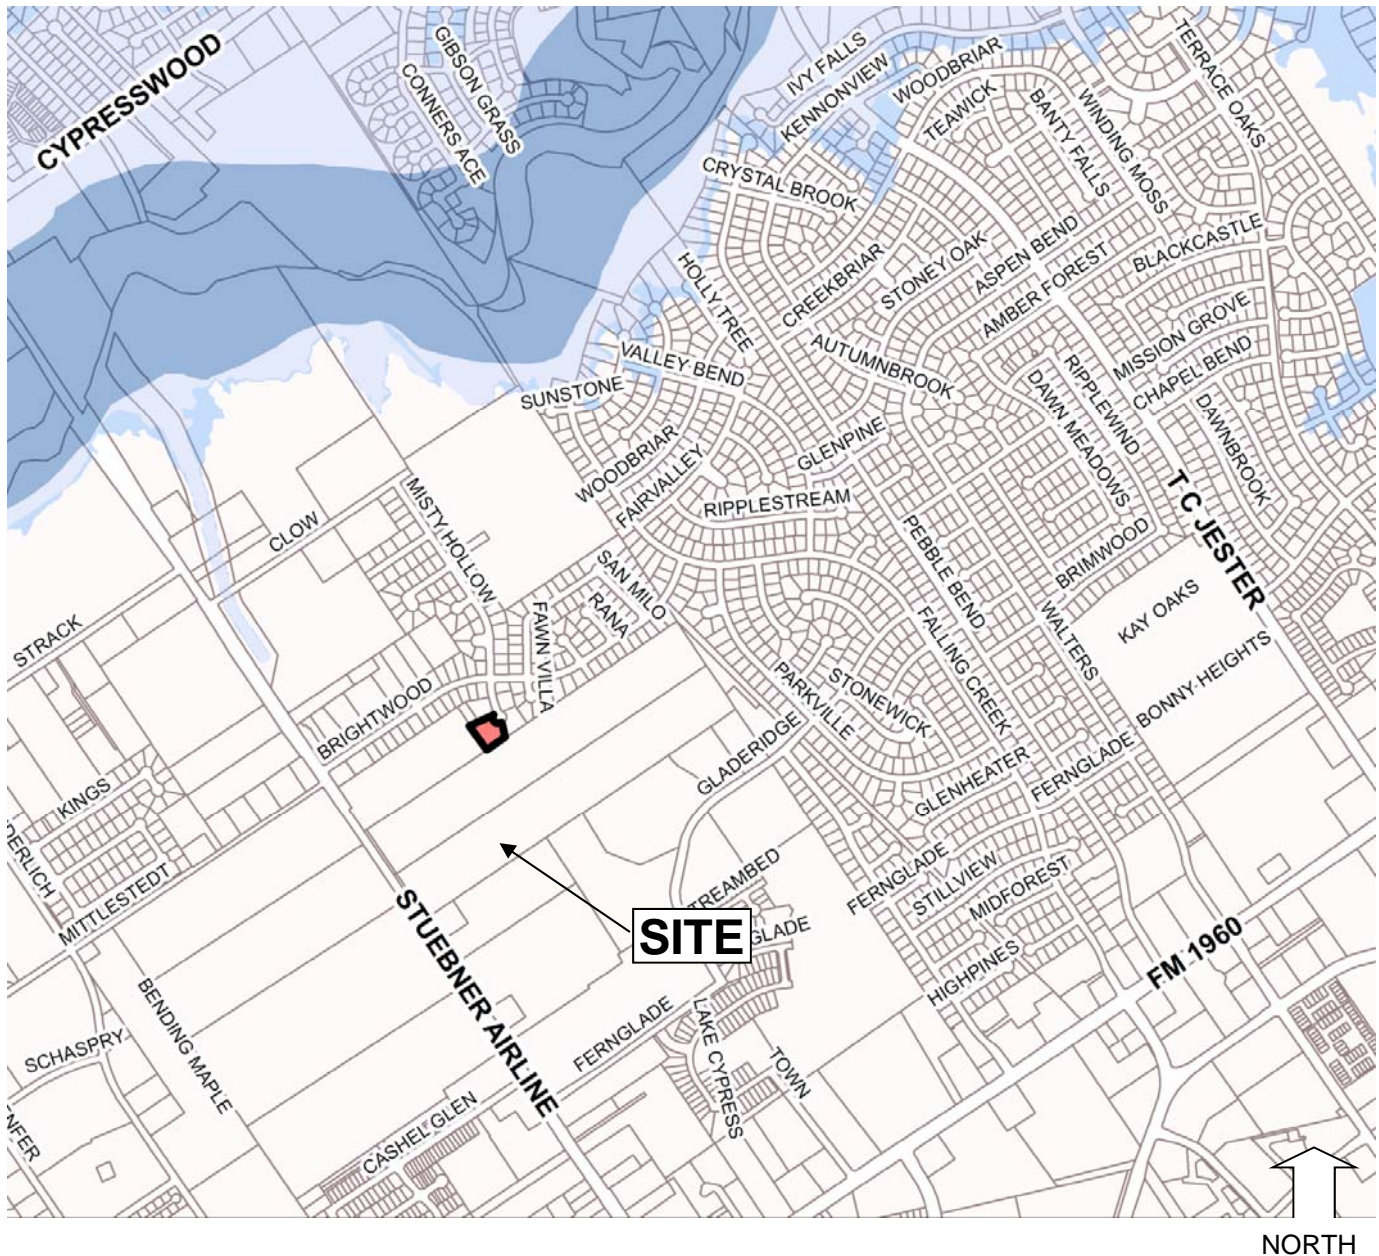 CYPRESSWOOD
GIBSON GRASS
CONNERS ACE
IVY FALLS
KENNONVIEW
WOODBRIAR
TEAWICK
BANTY FALLS
WINDING MOSS
TERRACE OAKS
CRYSTAL BROOK
HOLLY TREE
CREEKBRIAR
STONEY OAK
ASPEN BEND
AMBER FOREST
BLACKCASTLE
MISSION GROVE
CHAPEL BEND
AUTUMNBROOK
RIPPLEWIND
DAWN MEADOWS
DAWNBROOK
VALLEY BEND
SUNSTONE
WOODBRIAR
FAIRVALLEY
GLENPINE
RIPPLESTREAM
T C JESTER
PEBBLE BEND
BRIMWOOD
MISTY HOLLOW
CLOW
SAN MILO
RANA
FAWN VILLA
STRACK
KAY OAKS
WALTERS
FALLING CREEK
BONNY HEIGHTS
BRIGHTWOOD
PARKVILLE
STONEWICK
GLADERIDGE
GLENHEATER
FERNGLADE
KINGS
DERLICH
MITTLESTEDT
STUEBNER AIRLINE
TREAMBED
FERNGLADE
STILLVIEW
MIDFOREST
SITE
GLADE
HIGHPINES
FM 1960
BENDING MAPLE
SCHASPRY
FERNGLADE
LAKE CYPRESS
TOWN
NFER
CASHEL GLEN
NORTH